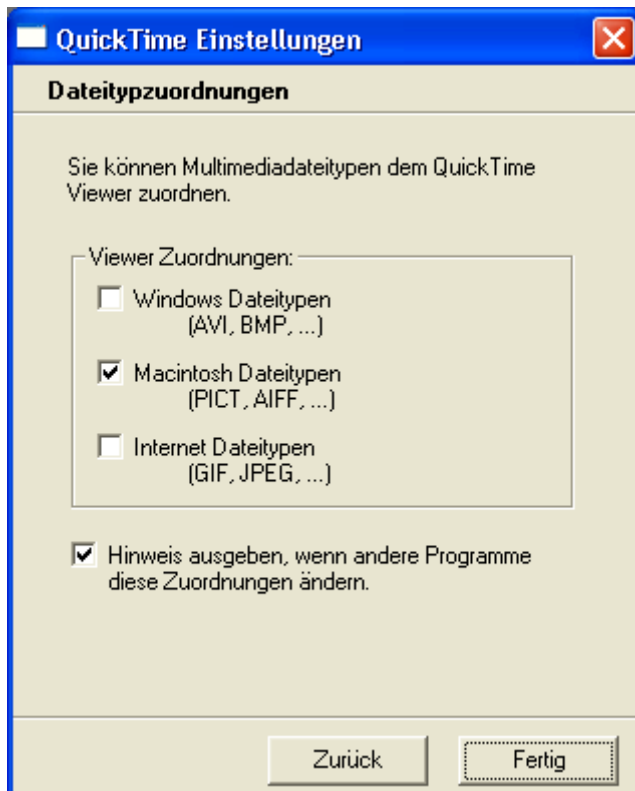 QuickTime Einstellungen
Dateitypzuordnungen
Sie können Multimediadateitypen dem QuickTime
Viewer zuordnen.
Viewer Zuordnungen:
Windows Dateitypen
(AVI, BMP, ...)
Macintosh Dateitypen
(PICT, AIFF, ...)
Internet Dateitypen
(GIF, JPEG, ...)
Hinweis ausgeben, wenn andere Programme
diese Zuordnungen ändern.
Zurück
Fertig